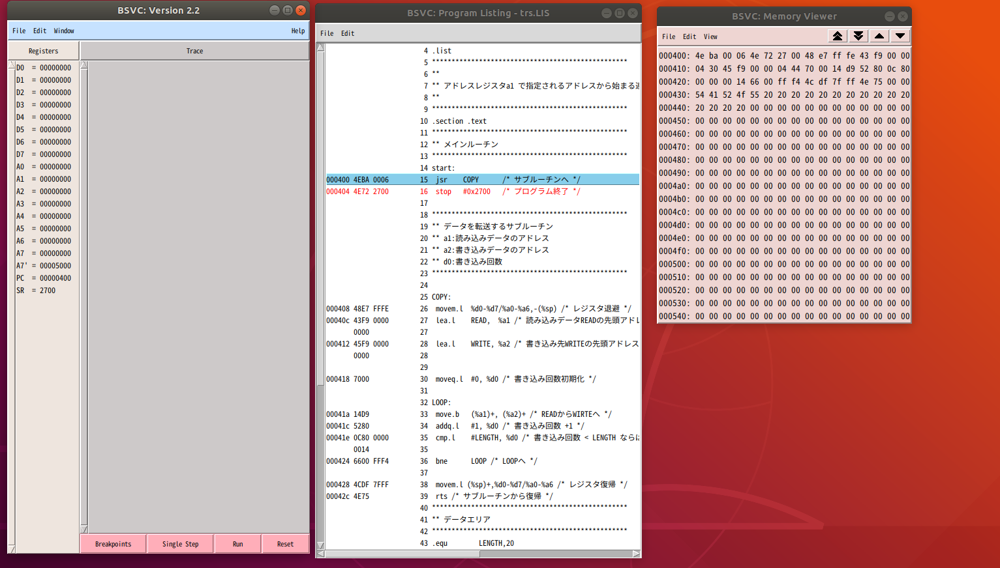 BSVC: Version 2.2
File Edit Window Help
Registers Trace
D0 = 00000000
D1 = 00000000
D2 = 00000000
D3 = 00000000
D4 = 00000000
D5 = 00000000
D6 = 00000000
D7 = 00000000
A0 = 00000000
A1 = 00000000
A2 = 00000000
A3 = 00000000
A4 = 00000000
A5 = 00000000
A6 = 00000000
A7 = 00000000
A7' = 00005000
PC = 00000400
SR = 2700
Breakpoints Single Step Run Reset
BSVC: Program Listing - trs.LIS
File Edit
4 .list
5 **************************************************
6 **
7 ** アドレスレジスタa1 で指定されるアドレスから始まる
8 **
9 **************************************************
10 .section .text
11 **************************************************
12 ** メインルーチン
13 **************************************************
14 start:
000400 4EBA 0006 15 jsr COPY /* サブルーチンへ */
000404 4E72 2700 16 stop #0x2700 /* プログラム終了 */
17
18 **************************************************
19 ** データを転送するサブルーチン
20 ** a1:読み込みデータのアドレス
21 ** a2:書き込みデータのアドレス
22 ** d0:書き込み回数
23 **************************************************
24
25 COPY:
000408 48E7 FFFE 26 movem.l %d0-%d7/%a0-%a6,-(%sp) /* レジスタ退避 */
00040c 43F9 0000 27 lea.l READ, %a1 /* 読み込みデータREADの先頭アドレ
0000 27
000412 45F9 0000 28 lea.l WRITE, %a2 /* 書き込み先WRITEの先頭アドレス
0000 28
29
000418 7000 30 moveq.l #0, %d0 /* 書き込み回数初期化 */
31
32 LOOP:
00041a 14D9 33 move.b (%a1)+, (%a2)+ /* READからWIRTEへ */
00041c 5280 34 addq.l #1, %d0 /* 書き込み回数 +1 */
00041e 0C80 0000 35 cmp.l #LENGTH, %d0 /* 書き込み回数 < LENGTH なら
0014 35
000424 6600 FFF4 36 bne LOOP /* LOOPへ */
37
000428 4CDF 7FFF 38 movem.l (%sp)+,%d0-%d7/%a0-%a6 /* レジスタ復帰 */
00042c 4E75 39 rts /* サブルーチンから復帰 */
40 **************************************************
41 ** データエリア
42 **************************************************
43 .equ LENGTH,20
BSVC: Memory Viewer
File Edit View
000400: 4e ba 00 06 4e 72 27 00 48 e7 ff fe 43 f9 00 00
000410: 04 30 45 f9 00 00 04 44 70 00 14 d9 52 80 0c 80
000420: 00 00 00 14 66 00 ff f4 4c df 7f ff 4e 75 00 00
000430: 54 41 52 4f 55 20 20 20 20 20 20 20 20 20 20 20
000440: 20 20 20 20 00 00 00 00 00 00 00 00 00 00 00 00
000450: 00 00 00 00 00 00 00 00 00 00 00 00 00 00 00 00
000460: 00 00 00 00 00 00 00 00 00 00 00 00 00 00 00 00
000470: 00 00 00 00 00 00 00 00 00 00 00 00 00 00 00 00
000480: 00 00 00 00 00 00 00 00 00 00 00 00 00 00 00 00
000490: 00 00 00 00 00 00 00 00 00 00 00 00 00 00 00 00
0004a0: 00 00 00 00 00 00 00 00 00 00 00 00 00 00 00 00
0004b0: 00 00 00 00 00 00 00 00 00 00 00 00 00 00 00 00
0004c0: 00 00 00 00 00 00 00 00 00 00 00 00 00 00 00 00
0004d0: 00 00 00 00 00 00 00 00 00 00 00 00 00 00 00 00
0004e0: 00 00 00 00 00 00 00 00 00 00 00 00 00 00 00 00
0004f0: 00 00 00 00 00 00 00 00 00 00 00 00 00 00 00 00
000500: 00 00 00 00 00 00 00 00 00 00 00 00 00 00 00 00
000510: 00 00 00 00 00 00 00 00 00 00 00 00 00 00 00 00
000520: 00 00 00 00 00 00 00 00 00 00 00 00 00 00 00 00
000530: 00 00 00 00 00 00 00 00 00 00 00 00 00 00 00 00
000540: 00 00 00 00 00 00 00 00 00 00 00 00 00 00 00 00